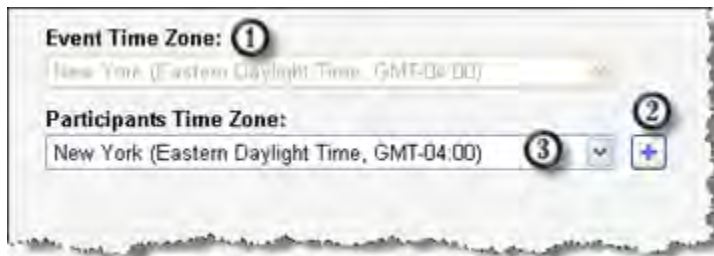 Event Time Zone: 1
New York (Eastern Daylight Time, GMT-04:00)
Participants Time Zone: 2
New York (Eastern Daylight Time, GMT-04:00) 3